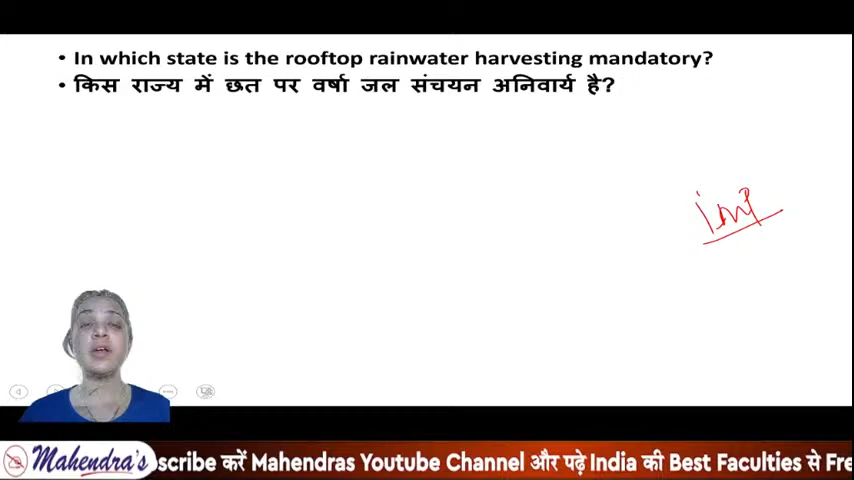 • In which state is the rooftop rainwater harvesting mandatory?
• किस राज्य में छत पर वर्षा जल संचयन अनिवार्य है?
imp
Mahendra's
scribe करें Mahendras Youtube Channel और पढ़े India की Best Faculties से Fre